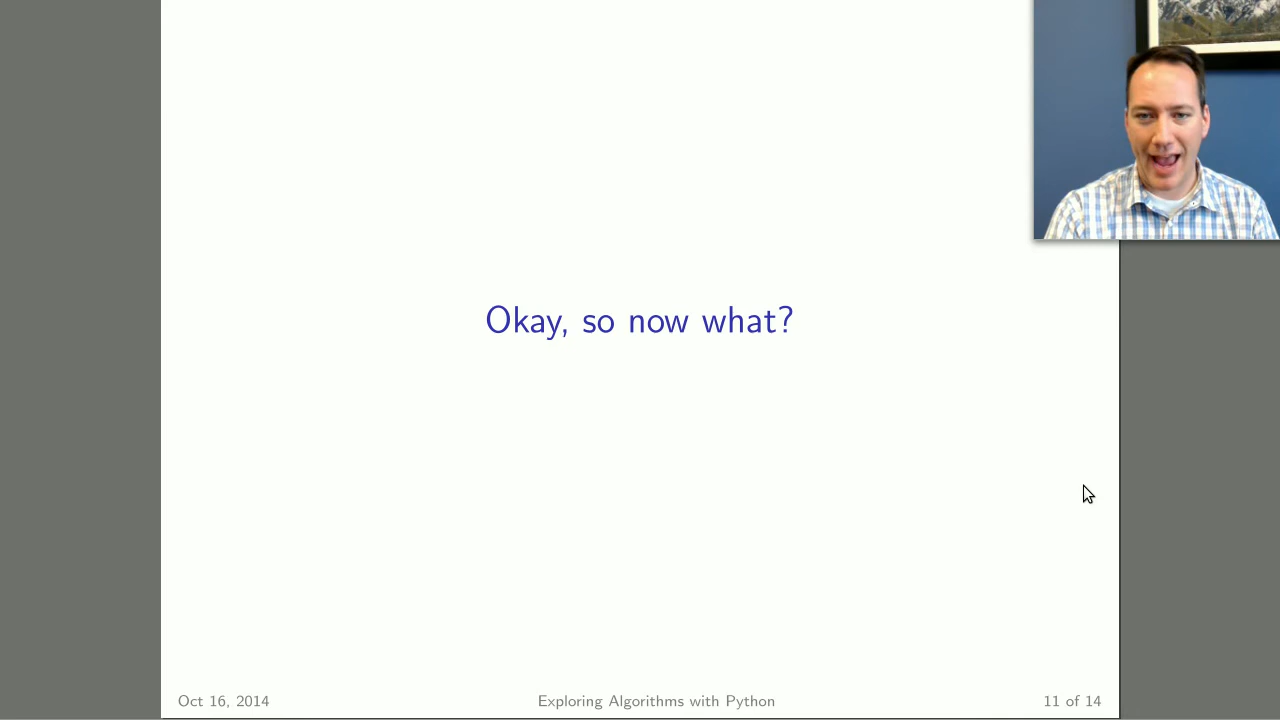 Okay, so now what?
Oct 16, 2014
Exploring Algorithms with Python
11 of 14